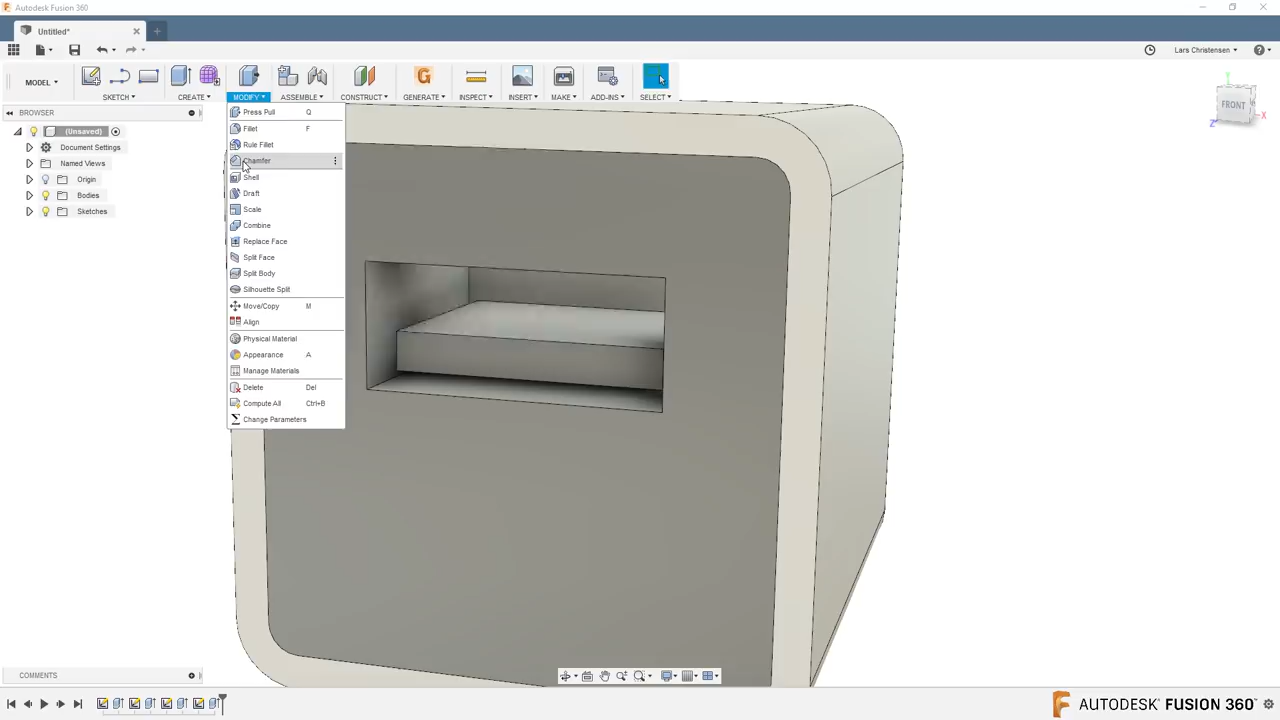 Autodesk Fusion 360
Untitled*
Lars Christensen
MODEL
SKETCH
CREATE
MODIFY
ASSEMBLE
CONSTRUCT
GENERATE
INSPECT
INSERT
MAKE
ADD-INS
SELECT
BROWSER
(Unsaved)
Document Settings
Named Views
Origin
Bodies
Sketches
Press Pull Q
Fillet F
Rule Fillet
Chamfer
Shell
Draft
Scale
Combine
Replace Face
Split Face
Split Body
Silhouette Split
Move/Copy M
Align
Physical Material
Appearance A
Manage Materials
Delete Del
Compute All Ctrl+B
Change Parameters
Y
FRONT
X
Z
COMMENTS
AUTODESK® FUSION 360™